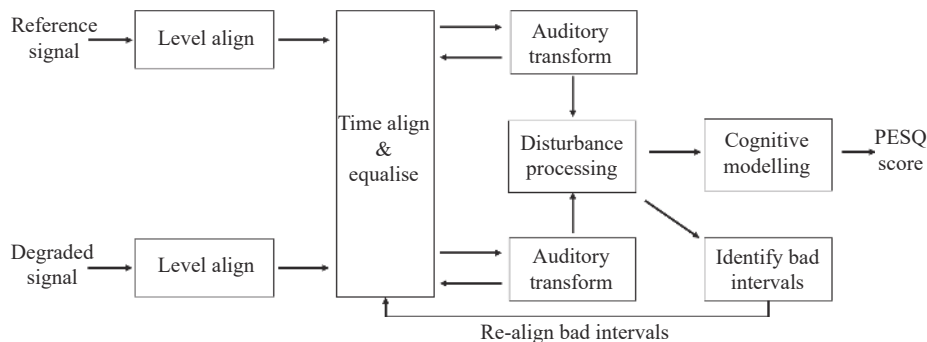 Reference
signal
Level align
Time align
&
equalise
Auditory
transform
Disturbance
processing
Cognitive
modelling
PESQ
score
Degraded
signal
Level align
Auditory
transform
Identify bad
intervals
Re-align bad intervals